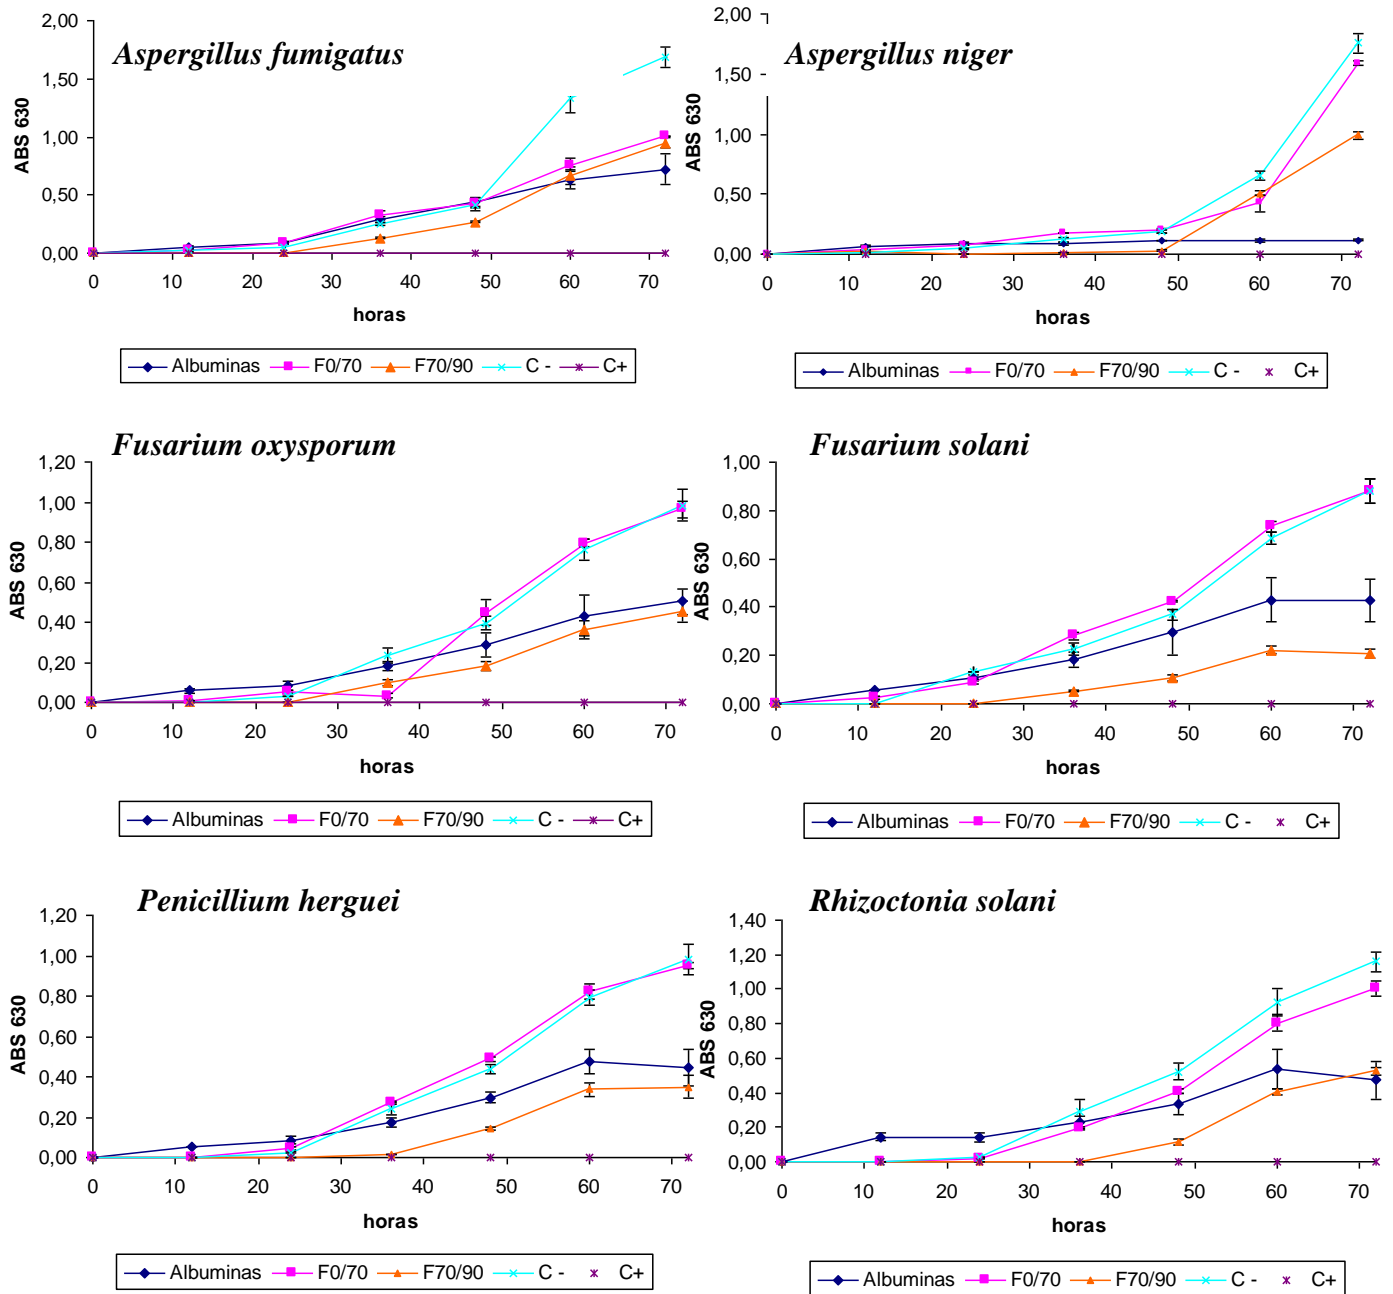 Aspergillus fumigatus
2,00
1,50
1,00
0,50
0,00
ABS 630
0 10 20 30 40 50 60 70
horas
Albuminas F0/70 F70/90 C - C+
Aspergillus niger
2,00
1,50
1,00
0,50
0,00
ABS 630
0 10 20 30 40 50 60 70
horas
Albuminas F0/70 F70/90 C - C+
Fusarium oxysporum
1,20
1,00
0,80
0,60
0,40
0,20
0,00
ABS 630
0 10 20 30 40 50 60 70
horas
Albuminas F0/70 F70/90 C - C+
Fusarium solani
1,00
0,80
0,60
0,40
0,20
0,00
ABS 630
0 10 20 30 40 50 60 70
horas
Albuminas F0/70 F70/90 C - C+
Penicillium herguei
1,20
1,00
0,80
0,60
0,40
0,20
0,00
ABS 630
0 10 20 30 40 50 60 70
horas
Albuminas F0/70 F70/90 C - C+
Rhizoctonia solani
1,40
1,20
1,00
0,80
0,60
0,40
0,20
0,00
ABS 630
0 10 20 30 40 50 60 70
horas
Albuminas F0/70 F70/90 C - C+